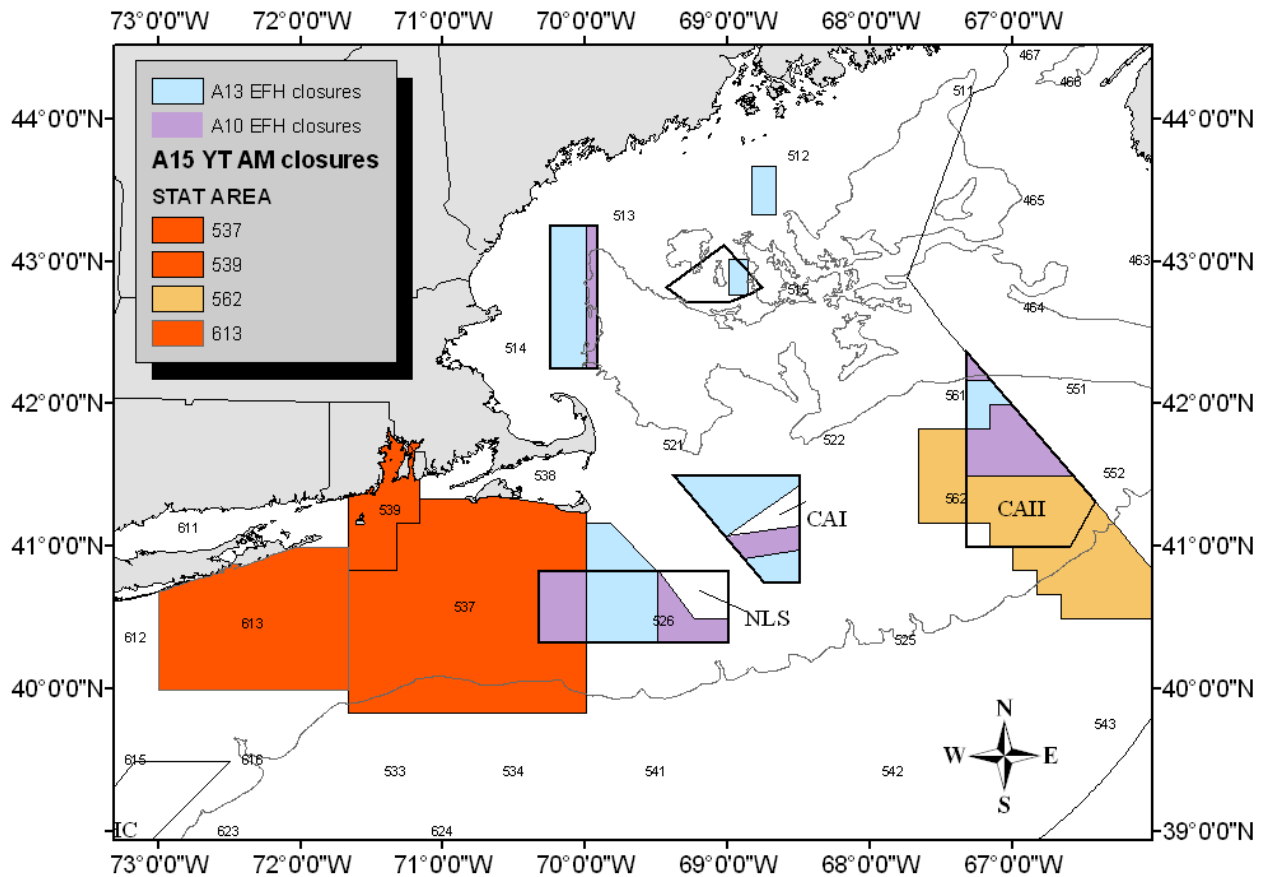 73°0'0"W 72°0'0"W 71°0'0"W 70°0'0"W 69°0'0"W 68°0'0"W 67°0'0"W
A13 EFH closures
A10 EFH closures
A15 YT AM closures
STAT AREA
537
539
562
613
467
466
511
44°0'0"N 44°0'0"N
512
465
513
43°0'0"N 463 43°0'0"N
515
464
514
561 551
42°0'0"N 42°0'0"N
521 522
538 552
562
539 CAI CAII
611
41°0'0"N 41°0'0"N
537
613 526 NLS
612 525
40°0'0"N 40°0'0"N
543
N
W E
S
615 616
533 534 541 542
39°0'0"N IC 623 624 39°0'0"N
73°0'0"W 72°0'0"W 71°0'0"W 70°0'0"W 69°0'0"W 68°0'0"W 67°0'0"W